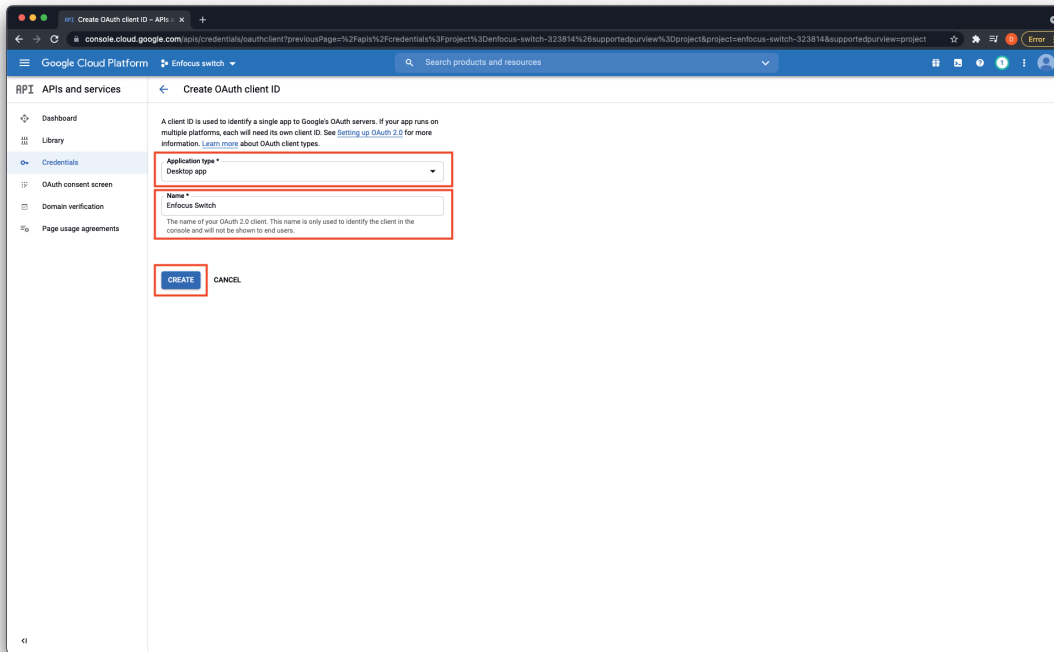 API Create OAuth client ID – APIs
console.cloud.google.com/apis/credentials/oauthclient?previousPage=%2Fapis%2Fcredentials%3Fproject%3Denfocus-switch-323814%26supportedpurview%3Dproject&project=enfocus-switch-323814&supportedpurview=project
D
Error
Google Cloud Platform
Enfocus switch
Search products and resources
1
API APIs and services
Create OAuth client ID
Dashboard
Library
Credentials
OAuth consent screen
Domain verification
Page usage agreements
A client ID is used to identify a single app to Google's OAuth servers. If your app runs on
multiple platforms, each will need its own client ID. See Setting up OAuth 2.0 for more
information. Learn more about OAuth client types.
Application type *
Desktop app
Name *
Enfocus Switch
The name of your OAuth 2.0 client. This name is only used to identify the client in the
console and will not be shown to end users.
CREATE
CANCEL